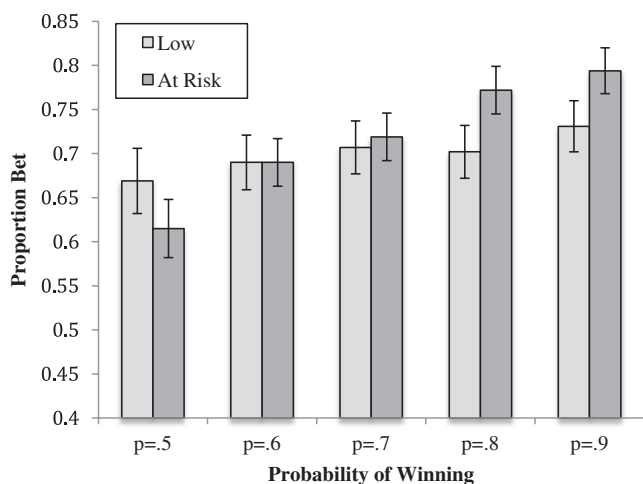 0.85
0.8
0.75
0.7
0.65
0.6
0.55
0.5
0.45
0.4
Proportion Bet
Low
At Risk
p=.5 p=.6 p=.7 p=.8 p=.9
Probability of Winning